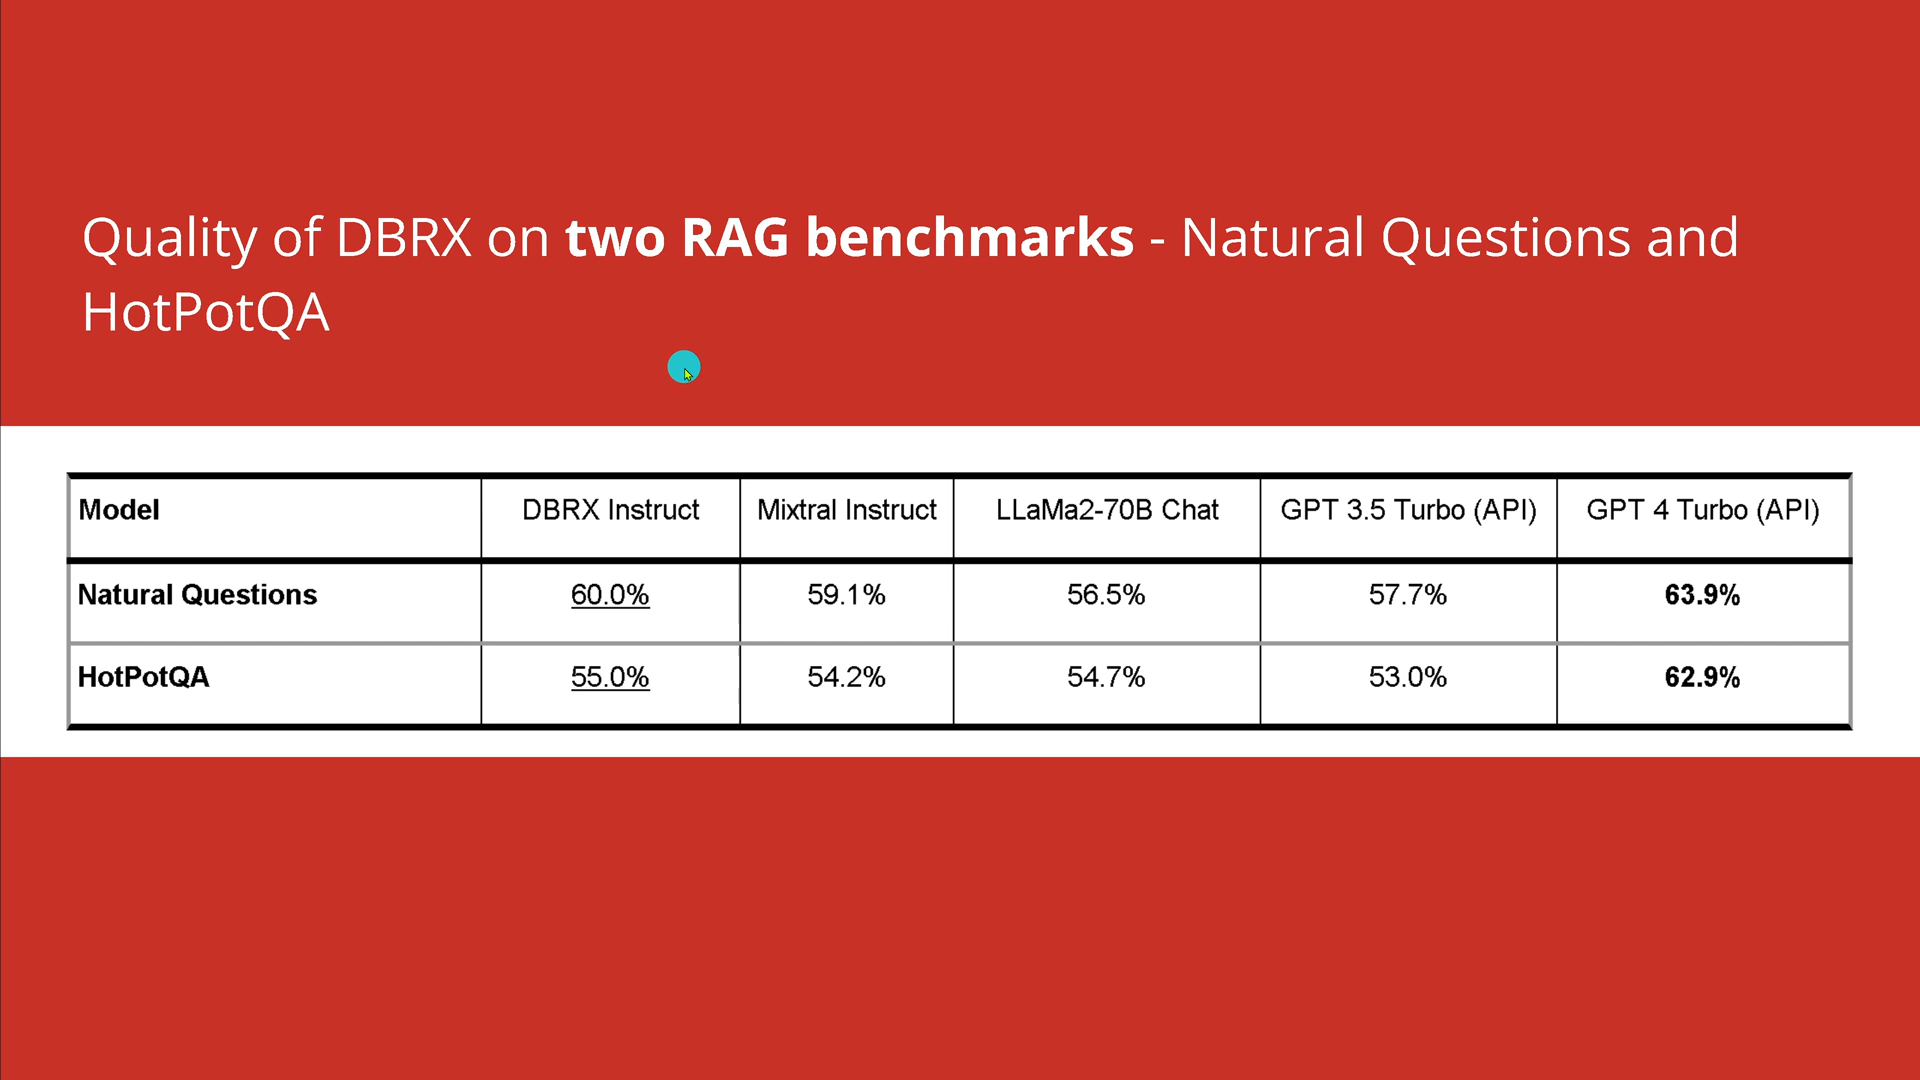 Quality of DBRX on two RAG benchmarks - Natural Questions and
HotPotQA
Model DBRX Instruct Mixtral Instruct LLaMa2-70B Chat GPT 3.5 Turbo (API) GPT 4 Turbo (API)
Natural Questions 60.0% 59.1% 56.5% 57.7% 63.9%
HotPotQA 55.0% 54.2% 54.7% 53.0% 62.9%